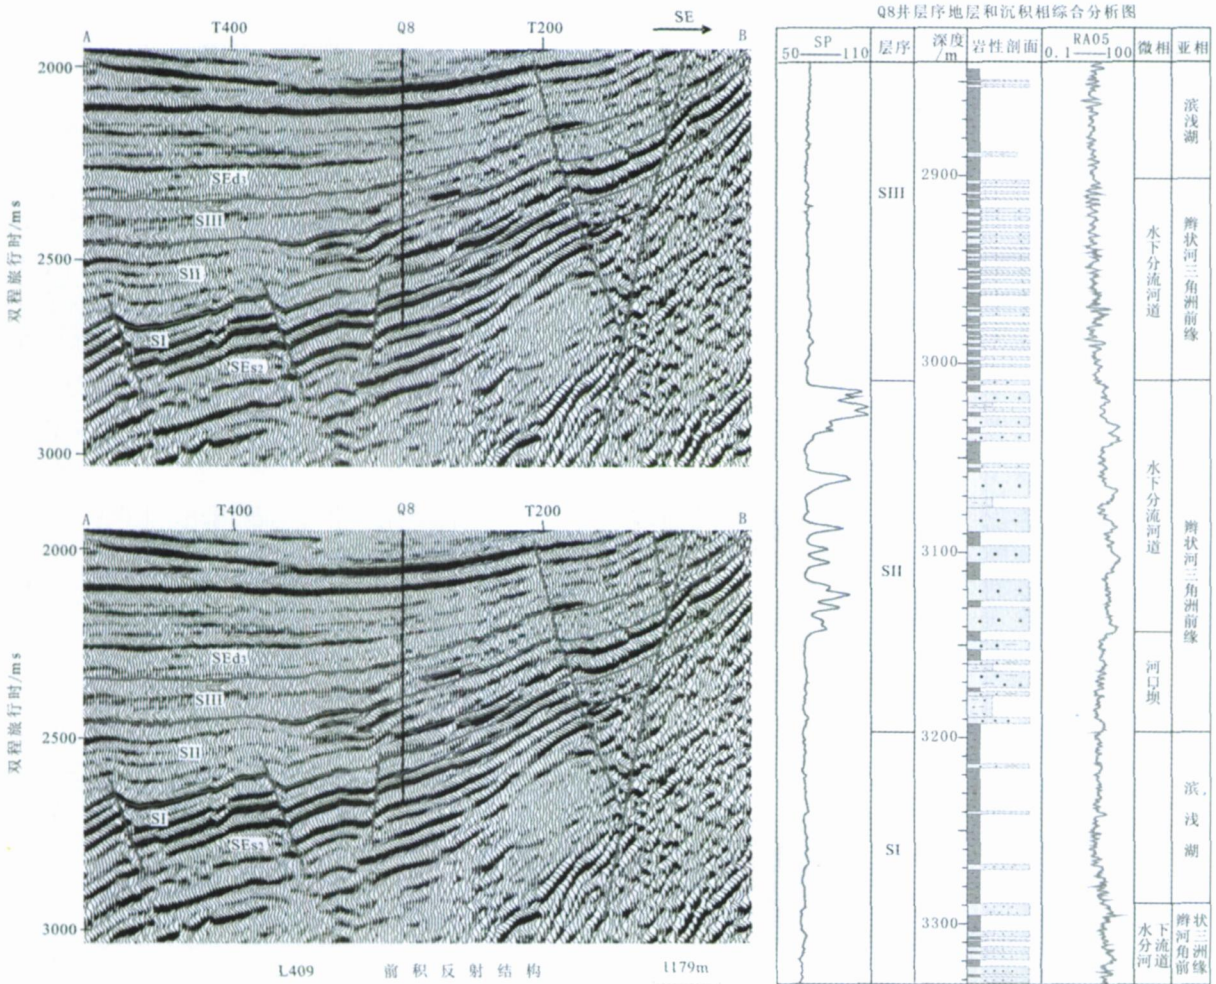 SE
A T400 Q8 T200 B
2000
2500
3000
双程旅行时/ms
SEd₃
SIII
SII
SI
SEs₂
A T400 Q8 T200 B
2000
2500
3000
双程旅行时/ms
SIII
SII
SI
SEs₂
L409 前积反射结构 1179m
Q8井层序地层和沉积相综合分析图
SP
50 110
层序
深度
/m
岩性剖面
RA05
0.1 100
微相
亚相
SIII
SII
SI
2900
3000
3100
3200
3300
水下分流河道
水下分流河道
河口坝
水下分流河道
滨浅湖
辫状河三角洲前缘
辫状河三角洲前缘
滨浅湖
辫状河三角洲前缘